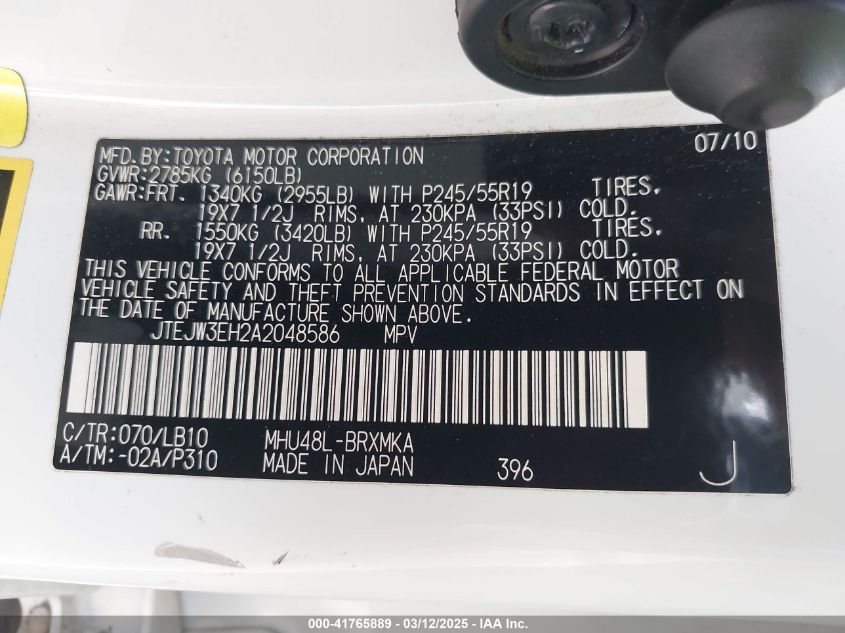 07/10
MFD. BY:TOYOTA MOTOR CORPORATION
GVWR:2785KG (6150LB)
GAWR:FRT. 1340KG (2955LB) WITH P245/55R19 TIRES,
19X7 1/2J RIMS, AT 230KPA (33PSI) COLD.
RR. 1550KG (3420LB) WITH P245/55R19 TIRES,
19X7 1/2J RIMS, AT 230KPA (33PSI) COLD.
THIS VEHICLE CONFORMS TO ALL APPLICABLE FEDERAL MOTOR
VEHICLE SAFETY AND THEFT PREVENTION STANDARDS IN EFFECT ON
THE DATE OF MANUFACTURE SHOWN ABOVE.
JTEJW3EH2A2048586 MPV
C/TR:070/LB10 MHU48L-BRXMKA
A/TM:-02A/P310 MADE IN JAPAN 396 J
000-41765889 - 03/12/2025 - IAA Inc.